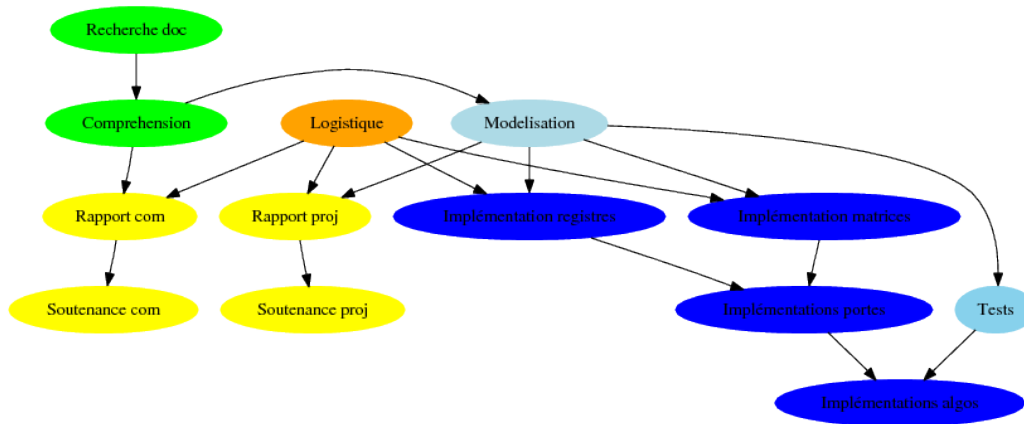 Recherche doc
Comprehension
Logistique
Modelisation
Rapport com
Rapport proj
Implémentation registres
Implémentation matrices
Soutenance com
Soutenance proj
Implémentations portes
Tests
Implémentations algos